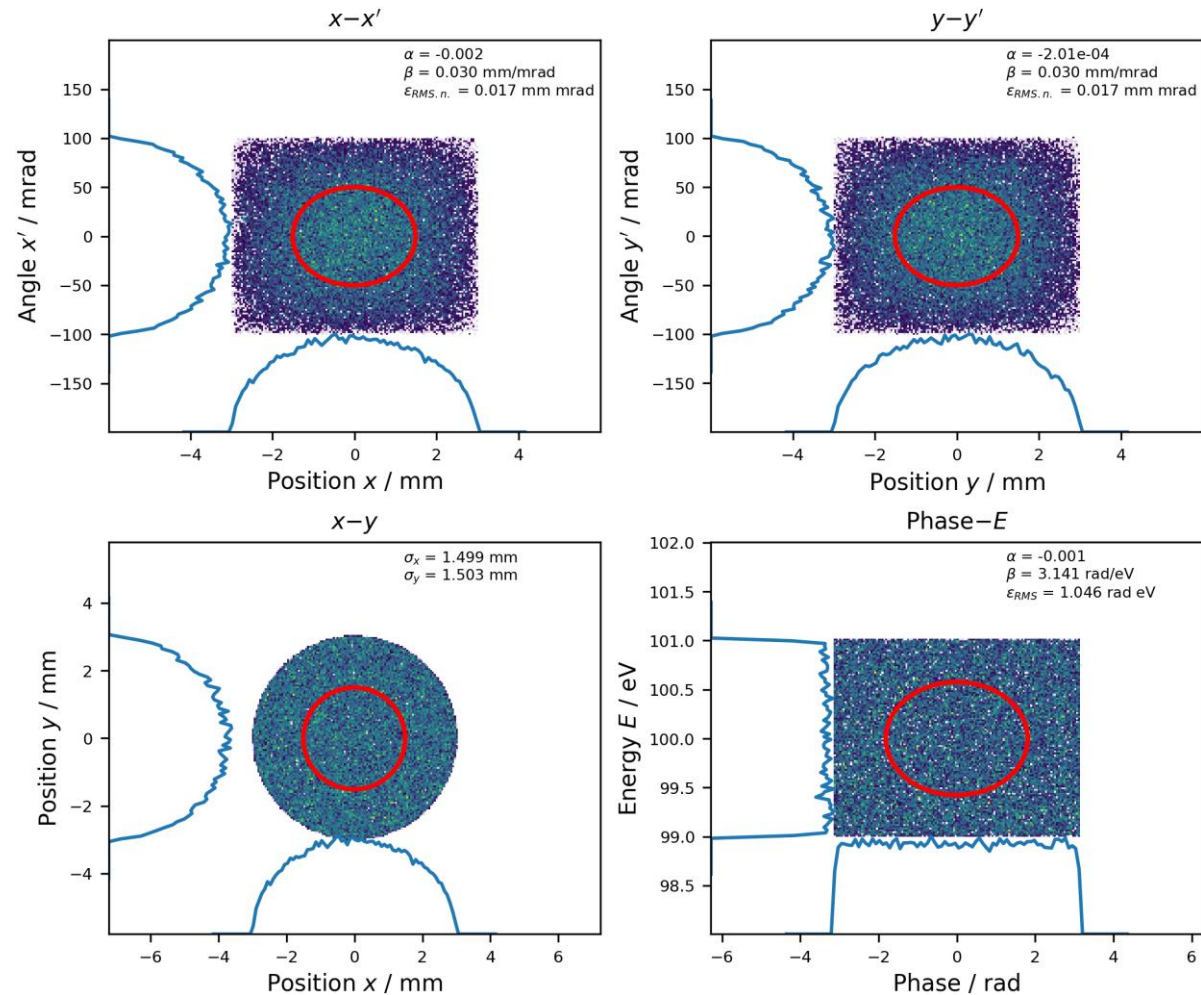 x−x′
α = -0.002
β = 0.030 mm/mrad
εRMS.n. = 0.017 mm mrad
Angle x′ / mrad
150
100
50
0
−50
−100
−150
−4
−2
0
2
4
Position x / mm
y−y′
α = -2.01e-04
β = 0.030 mm/mrad
εRMS.n. = 0.017 mm mrad
Angle y′ / mrad
150
100
50
0
−50
−100
−150
−4
−2
0
2
4
Position y / mm
x−y
σx = 1.499 mm
σy = 1.503 mm
Position y / mm
4
2
0
−2
−4
−6
−4
−2
0
2
4
6
Position x / mm
Phase−E
α = -0.001
β = 3.141 rad/eV
εRMS = 1.046 rad eV
Energy E / eV
102.0
101.5
101.0
100.5
100.0
99.5
99.0
98.5
−6
−4
−2
0
2
4
6
Phase / rad